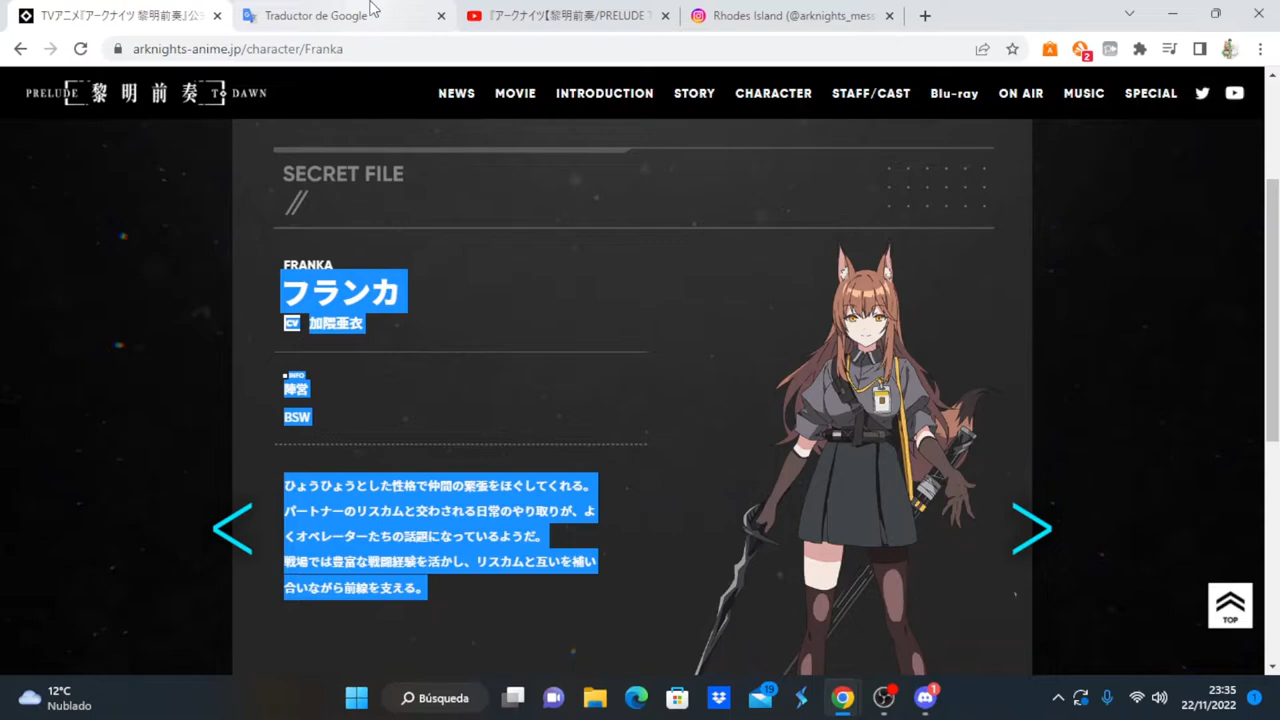 TVアニメ『アークナイツ 黎明前奏』公式
Traductor de Google
『アークナイツ【黎明前奏/PRELUDE T
Rhodes Island (@arknights_mess
arknights-anime.jp/character/Franka
2
PRELUDE 黎明前奏 TO DAWN
NEWS
MOVIE
INTRODUCTION
STORY
CHARACTER
STAFF/CAST
Blu-ray
ON AIR
MUSIC
SPECIAL
SECRET FILE
//
FRANKA
フランカ
CV 加隈亜衣
INFO
陣営
BSW
ひょうひょうとした性格で仲間の緊張をほぐしてくれる。
パートナーのリスカムと交わされる日常のやり取りが、よ
くオペレーターたちの話題になっているようだ。
戦場では豊富な戦闘経験を活かし、リスカムと互いを補い
合いながら前線を支える。
TOP
12°C
Nublado
Búsqueda
19
1
23:35
22/11/2022
1